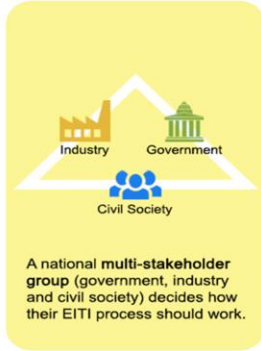 Industry
Government
Civil Society
A national multi-stakeholder
group (government, industry
and civil society) decides how
their EITI process should work.